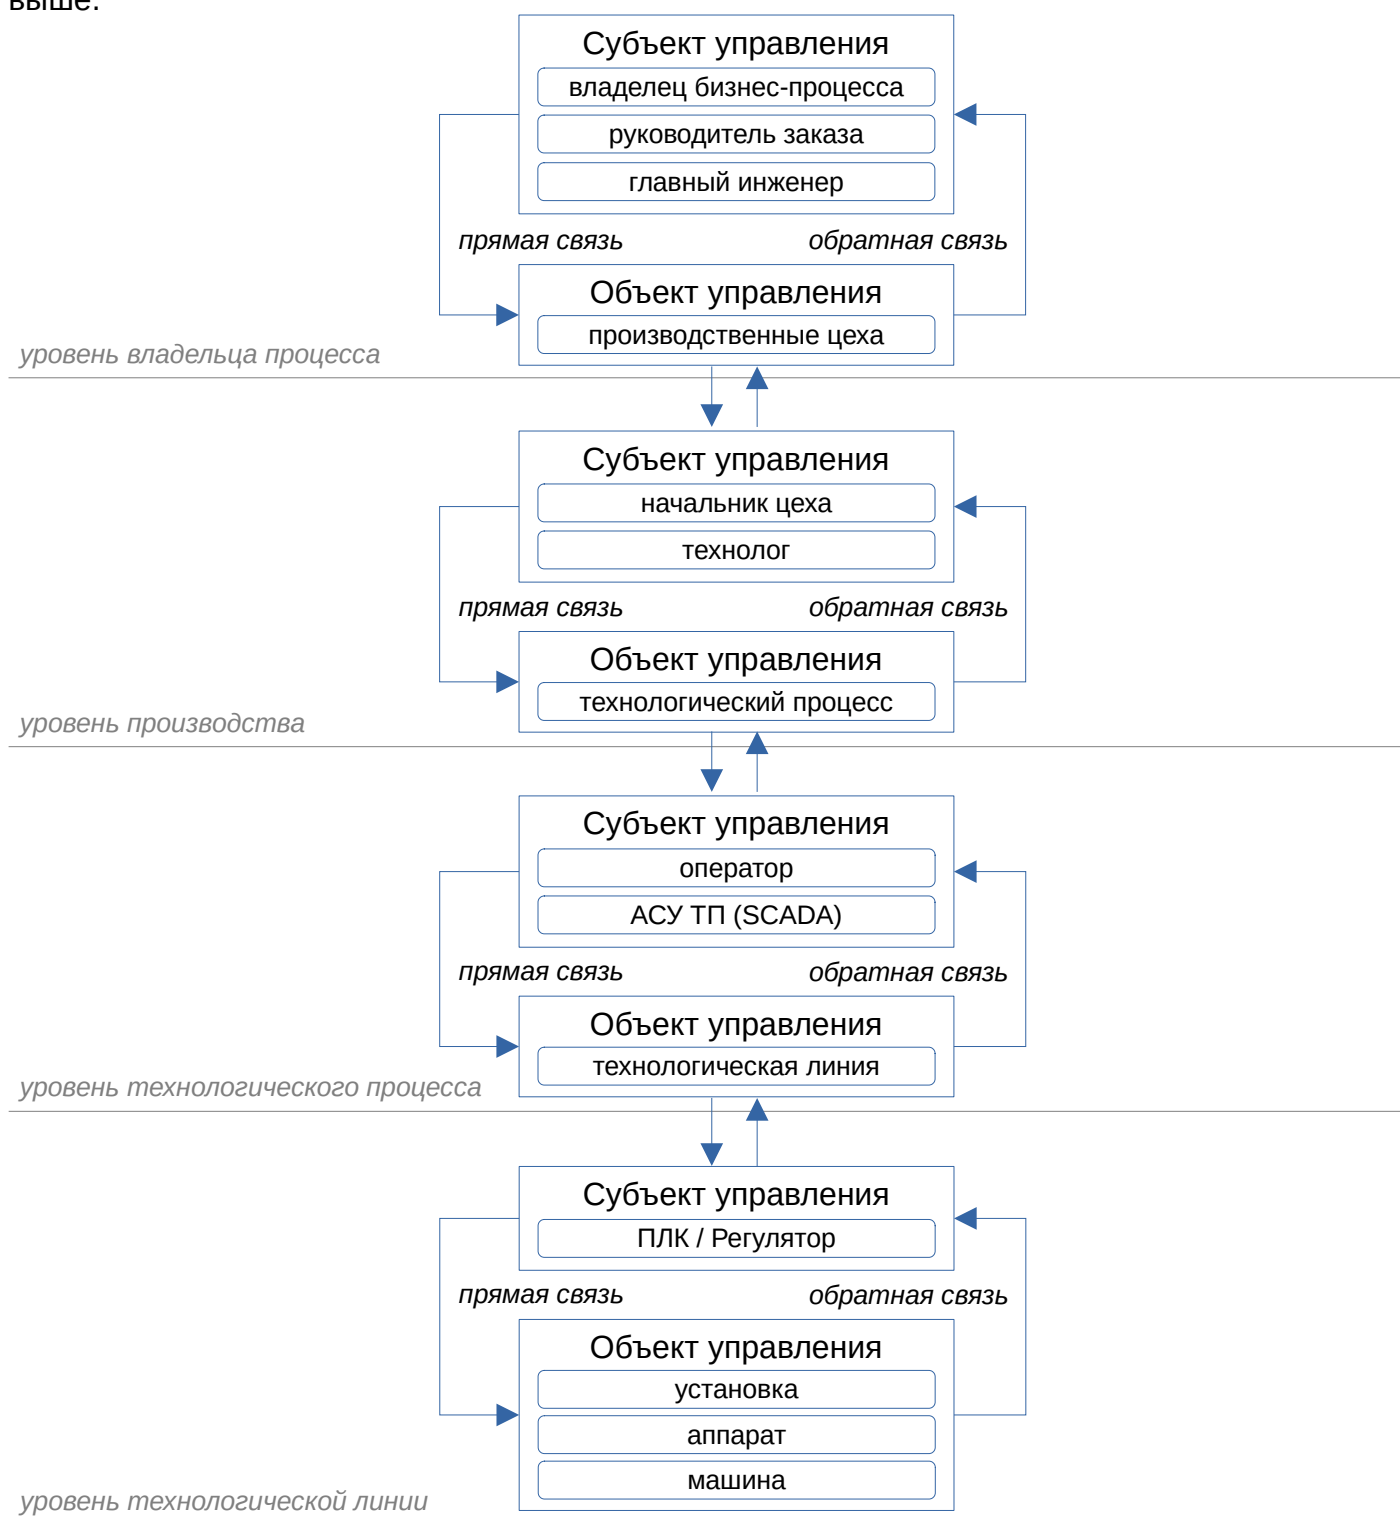 выше.
Субъект управления
владелец бизнес-процесса
руководитель заказа
главный инженер
прямая связь
обратная связь
Объект управления
производственные цеха
уровень владельца процесса
Субъект управления
начальник цеха
технолог
прямая связь
обратная связь
Объект управления
технологический процесс
уровень производства
Субъект управления
оператор
АСУ ТП (SCADA)
прямая связь
обратная связь
Объект управления
технологическая линия
уровень технологического процесса
Субъект управления
ПЛК / Регулятор
прямая связь
обратная связь
Объект управления
установка
аппарат
машина
уровень технологической линии